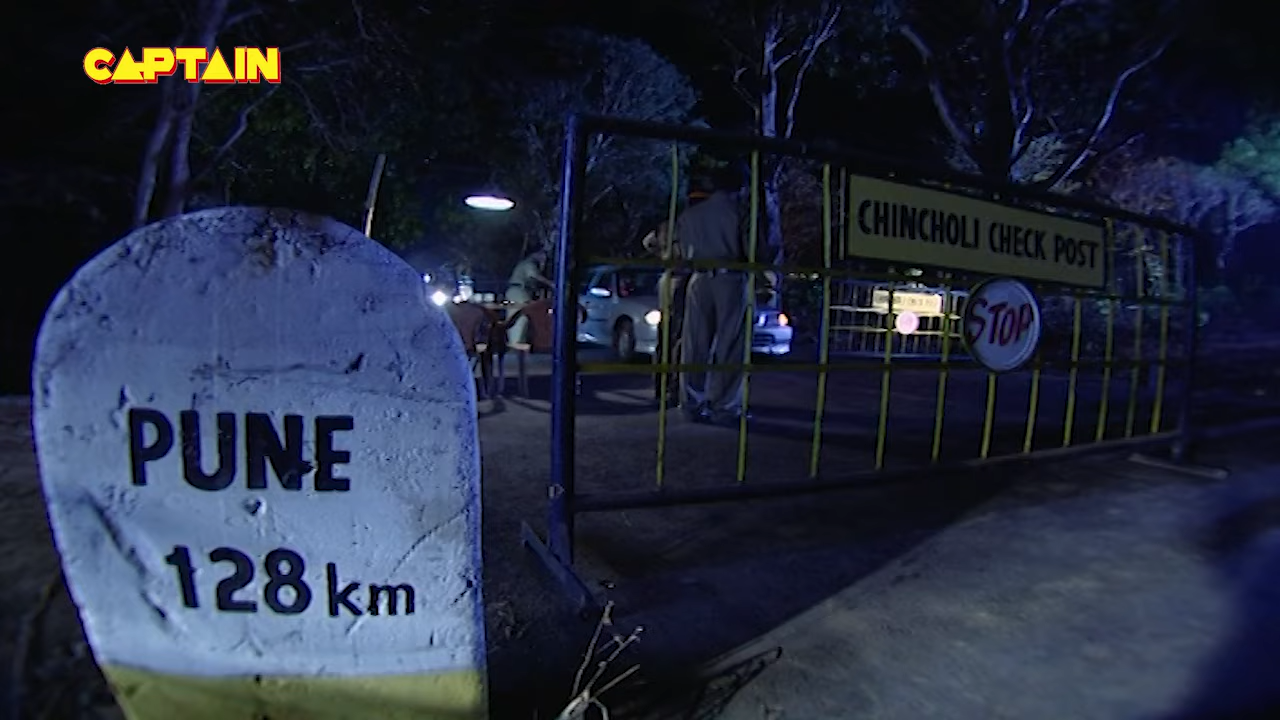 CAPTAIN
CHINCHOLI CHECK POST
STOP
PUNE
128 km